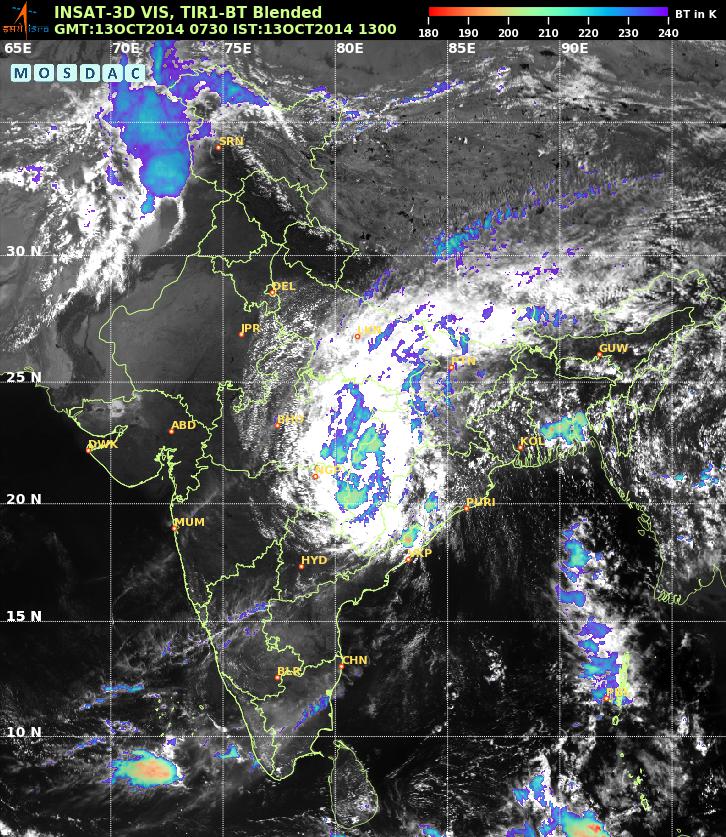 INSAT-3D VIS, TIR1-BT Blended
GMT:13OCT2014 0730 IST:13OCT2014 1300
BT in K
180 190 200 210 220 230 240
65E 70E 75E 80E 85E 90E
MOSDAC
SRN
30 N
DEL
JPR
LKN
GUW
PTN
25 N
ABD
BHO
DWK
KOL
NGP
20 N
PURI
MUM
HYD
15 N
CHN
BLR
10 N